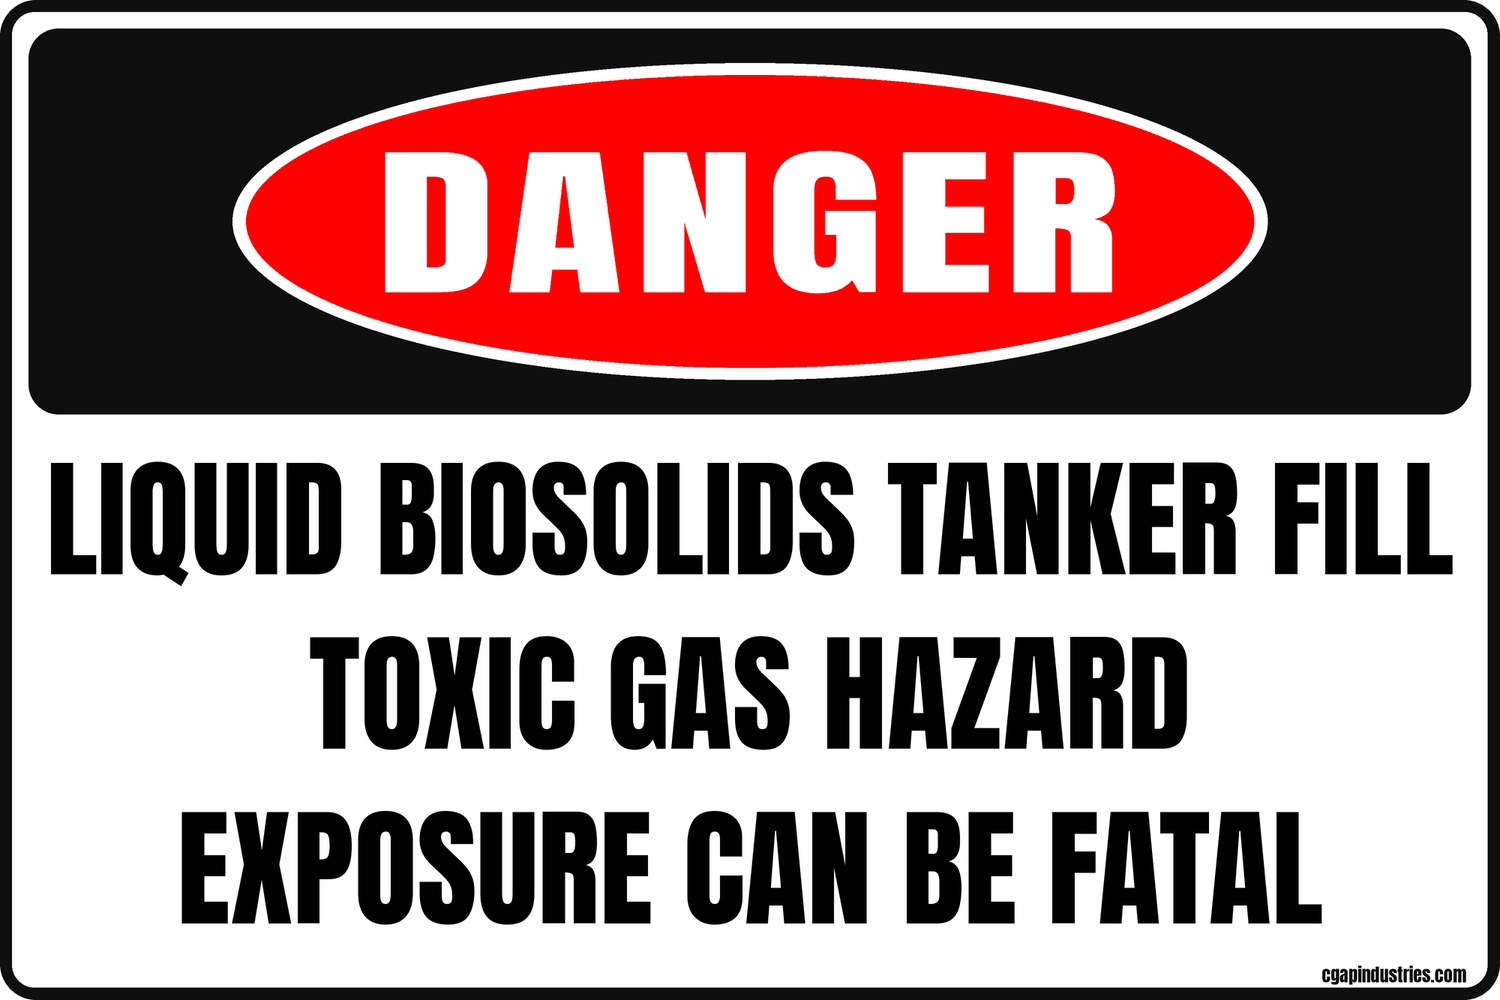 DANGER
LIQUID BIOSOLIDS TANKER FILL
TOXIC GAS HAZARD
EXPOSURE CAN BE FATAL
cgapindustries.com